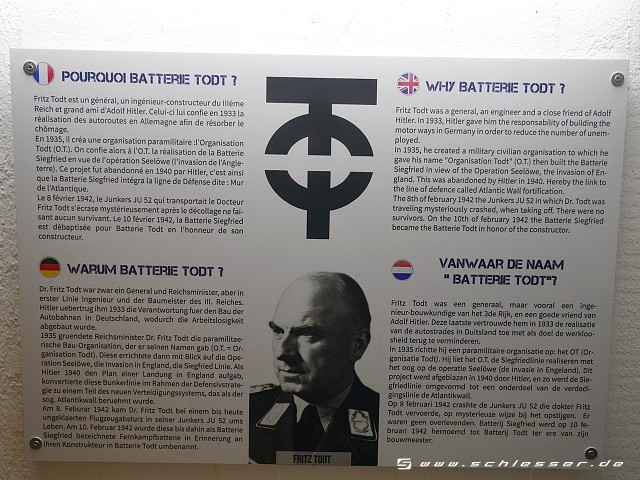 POURQUOI BATTERIE TODT ?
Fritz Todt est un général, un ingénieur-constructeur du IIIème
Reich et grand ami d'Adolf Hitler. Celui-ci lui confie en 1933 la
réalisation des autoroutes en Allemagne afin de résorber le
chômage.
En 1935, il créa une organisation paramilitaire : l'Organisation
Todt (O.T.). On confie alors à l'O.T. la réalisation de la Batterie
Siegfried en vue de l'opération Seelöwe (l'invasion de l'Angle-
terre). Ce projet fut abandonné en 1940 par Hitler, c'est ainsi
que la Batterie Siegfried intégra la ligne de Défense dite : Mur
de l'Atlantique.
Le 8 février 1942, le Junkers JU 52 qui transportait le Docteur
Fritz Todt s'écrase mystérieusement après le décollage ne fai-
sant aucun survivant. Le 10 février 1942, la Batterie Siegfried
est débaptisée pour Batterie Todt en l'honneur de son
constructeur.
WHY BATTERIE TODT ?
Fritz Todt was a general, an engineer and a close friend of Adolf
Hitler. In 1933, Hitler gave him the responsability of building the
motor ways in Germany in order to reduce the number of unem-
ployed.
In 1935, he created a military civilian organisation to which he
gave his name "Organisation Todt" (O.T.) then built the Batterie
Siegfried in view of the Operation Seelöwe, the invasion of En-
gland. This was abandoned by Hitler in 1940. Hereby the link to
the line of defence called Atlantic Wall fortification.
The 8th of february 1942 the Junkers JU 52 in which Dr. Todt was
traveling mysteriously crashed, when taking off. There were no
survivors. On the 10th of february 1942 the Batterie Siegfried
became the Batterie Todt in honor of the constructor.
WARUM BATTERIE TODT ?
Dr. Fritz Todt war zwar ein General und Reichsminister, aber in
erster Linie Ingenieur und der Baumeister des III. Reiches.
Hitler uebertrug ihm 1933 die Verantwortung fuer den Bau der
Autobahnen in Deutschland, wodurch die Arbeitslosigkeit
abgebaut wurde.
1935 gruendete Reichsminister Dr. Fritz Todt die paramilitae-
rische Bau-Organisation, der er seinen Namen gab (O.T. = Or-
ganisation Todt). Diese errichtete dann mit Blick auf die Ope-
ration Seelöwe, die Invasion in England, die Siegfried Linie. Als
Hitler 1940 den Plan einer Landung in England aufgab,
konvertierte diese Bunkerlinie im Rahmen der Defensivstrate-
gie zu einem Teil des neuen Verteidigungssystems, das als der
sog. Atlantikwall beruehmt wurde.
Am 8. Feburar 1942 kam Dr. Fritz Todt bei einem bis heute
ungeklaerten Flugzeugabsturz in seiner Junkers JU 52 ums
Leben. Am 10. Februar 1942 wurde diese bis dahin als Batterie
Siegfried bezeichnete Fernkampfbatterie in Erinnerung an
ihren Konstrukteur in Batterie Todt umbenannt.
FRITZ TODT
VANWAAR DE NAAM
" BATTERIE TODT"?
Fritz Todt was een generaal, maar vooral een inge-
nieur-bouwkundige van het 3de Rijk, en een goede vriend van
Adolf Hitler. Deze laatste vertrouwde hem in 1933 de realisatie
van de autostrades in Duitsland toe met als doel de werkloo-
sheid terug te verminderen.
In 1935 richtte hij een paramilitaire organisatie op: het OT (Or-
ganisatie Todt). Hij liet het O.T. de Siegfriedlinie realiseren met
het oog op de operatie Seelöwe (de invasie in Engeland). Dit
project werd afgeblazen in 1940 door Hitler, en zo werd de Sie-
gfriedlinie omgevormd tot een onderdeel van de verdedi-
gingslinie de Atlantikwall.
Op 8 februari 1942 crashte de Junkers JU 52 die dokter Fritz
Todt vervoerde, op mysterieuze wijze bij het opstijgen. Er
waren geen overlevenden. Batterij Siegfried werd op 10 fe-
bruari 1942 hernoemd tot Batterij Todt ter ere van zijn
bouwmeester.
www.schlesser.de